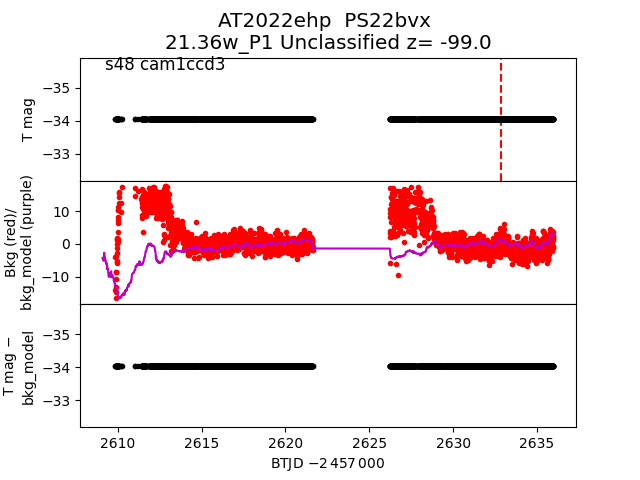 AT2022ehp  PS22bvx
21.36w_P1 Unclassified z= -99.0
s48 cam1ccd3
T mag
−35
−34
−33
Bkg (red)/
bkg_model (purple)
10
0
−10
T mag −
bkg_model
−35
−34
−33
2610 2615 2620 2625 2630 2635
BTJD −2 457 000